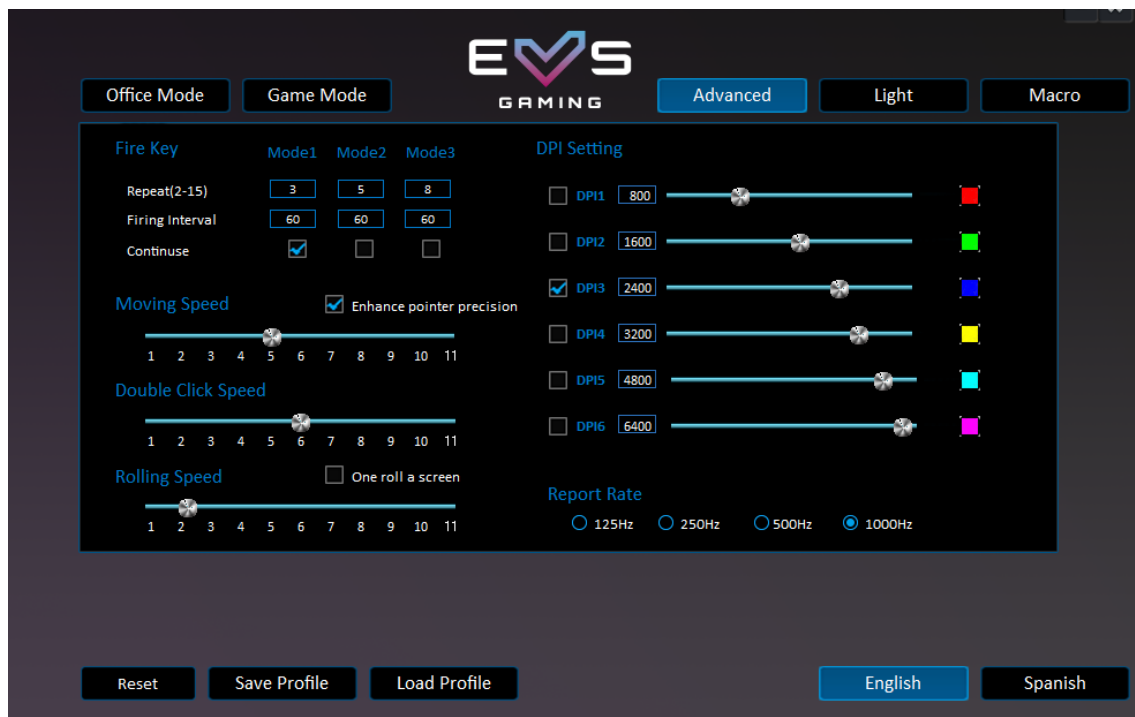 EVS
GAMING
Office Mode Game Mode Advanced Light Macro
Fire Key Mode1 Mode2 Mode3
Repeat(2-15) 3 5 8
Firing Interval 60 60 60
Continuse
Moving Speed Enhance pointer precision
1 2 3 4 5 6 7 8 9 10 11
Double Click Speed
1 2 3 4 5 6 7 8 9 10 11
Rolling Speed One roll a screen
1 2 3 4 5 6 7 8 9 10 11
DPI Setting
DPI1 800
DPI2 1600
DPI3 2400
DPI4 3200
DPI5 4800
DPI6 6400
Report Rate
125Hz 250Hz 500Hz 1000Hz
Reset Save Profile Load Profile English Spanish